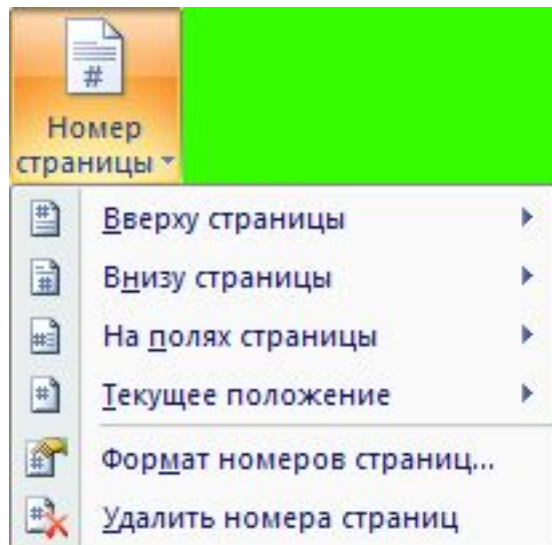 #
Номер
страницы
Вверху страницы
Внизу страницы
На полях страницы
Текущее положение
Формат номеров страниц...
Удалить номера страниц